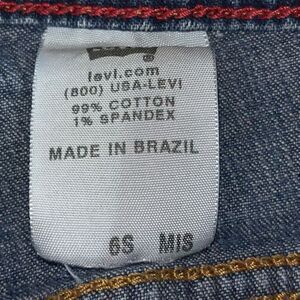 ®
levi.com
(800) USA-LEVI
99% COTTON
1% SPANDEX
MADE IN BRAZIL
6S MIS